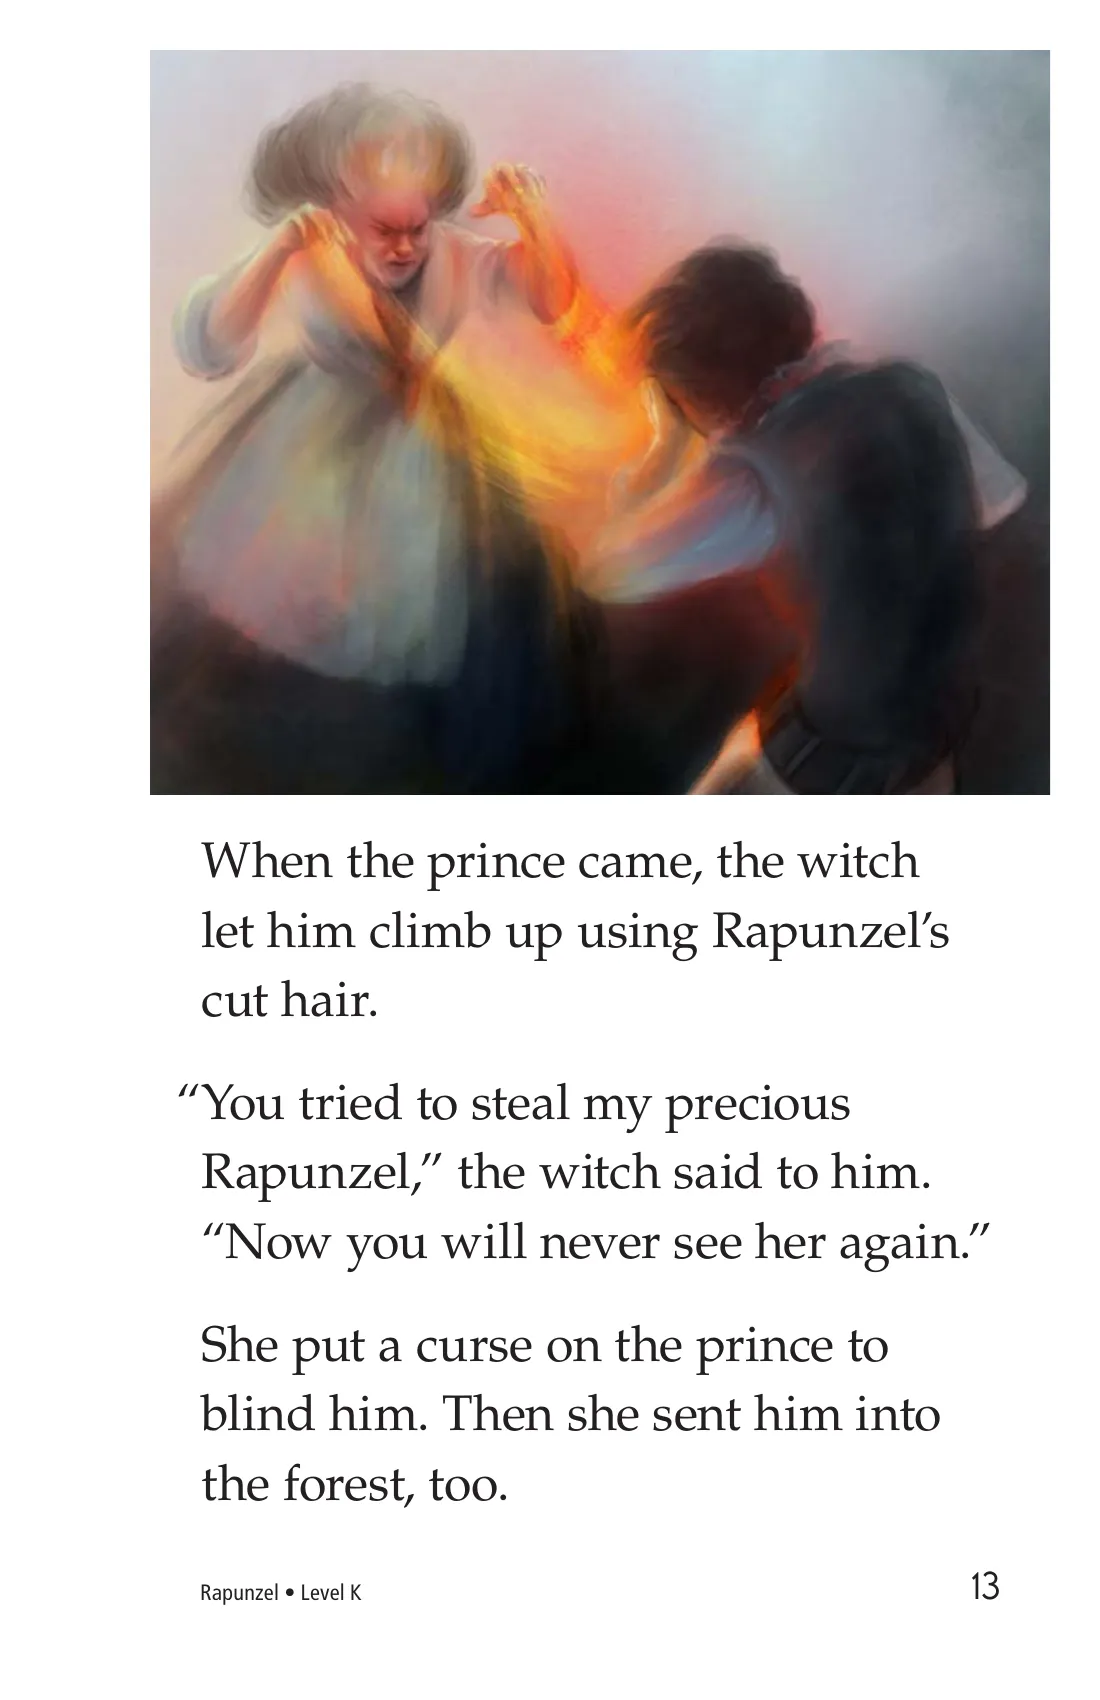 When the prince came, the witch
let him climb up using Rapunzel’s
cut hair.
“You tried to steal my precious
Rapunzel,” the witch said to him.
“Now you will never see her again.”
She put a curse on the prince to
blind him. Then she sent him into
the forest, too.
Rapunzel • Level K
13